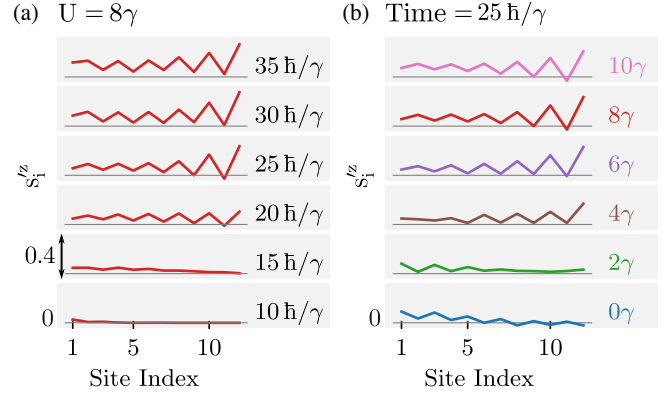 (a) U = 8γ
s′ᶻᵢ
35 ħ/γ
30 ħ/γ
25 ħ/γ
20 ħ/γ
0.4
15 ħ/γ
0
10 ħ/γ
1 5 10
Site Index
(b) Time = 25 ħ/γ
s′ᶻᵢ
10γ
8γ
6γ
4γ
2γ
0
0γ
1 5 10
Site Index